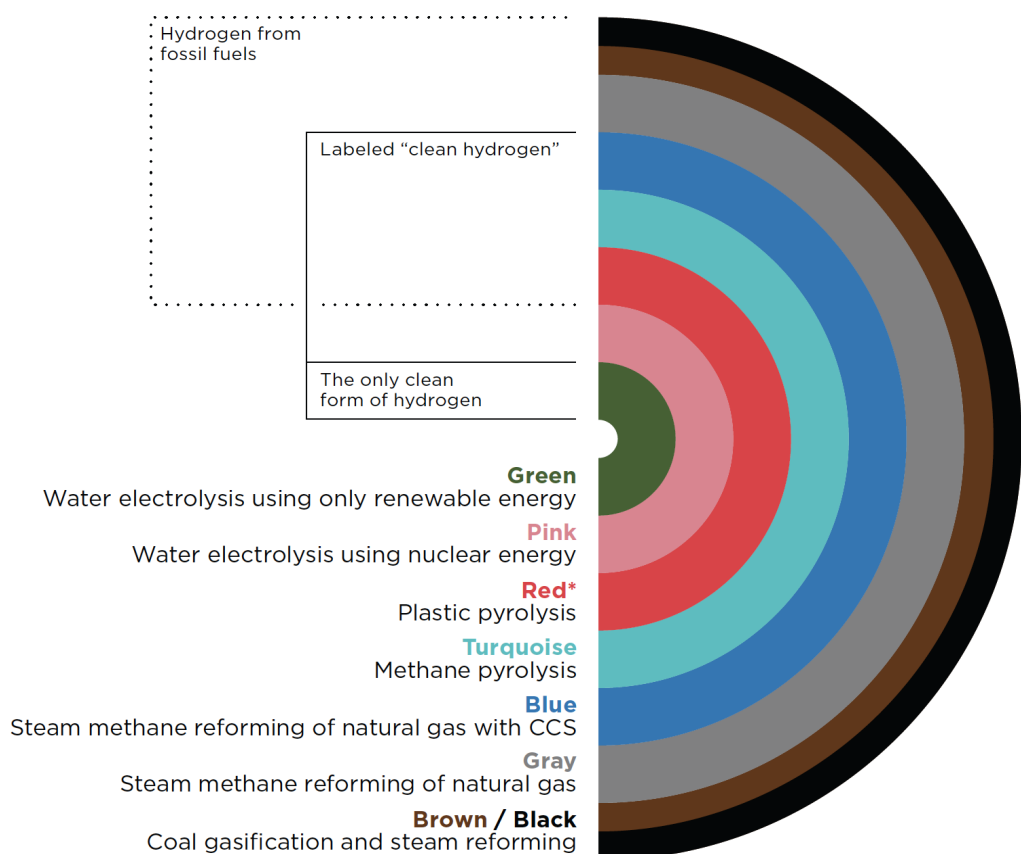 Hydrogen from
fossil fuels
Labeled “clean hydrogen”
The only clean
form of hydrogen
Green
Water electrolysis using only renewable energy
Pink
Water electrolysis using nuclear energy
Red*
Plastic pyrolysis
Turquoise
Methane pyrolysis
Blue
Steam methane reforming of natural gas with CCS
Gray
Steam methane reforming of natural gas
Brown / Black
Coal gasification and steam reforming